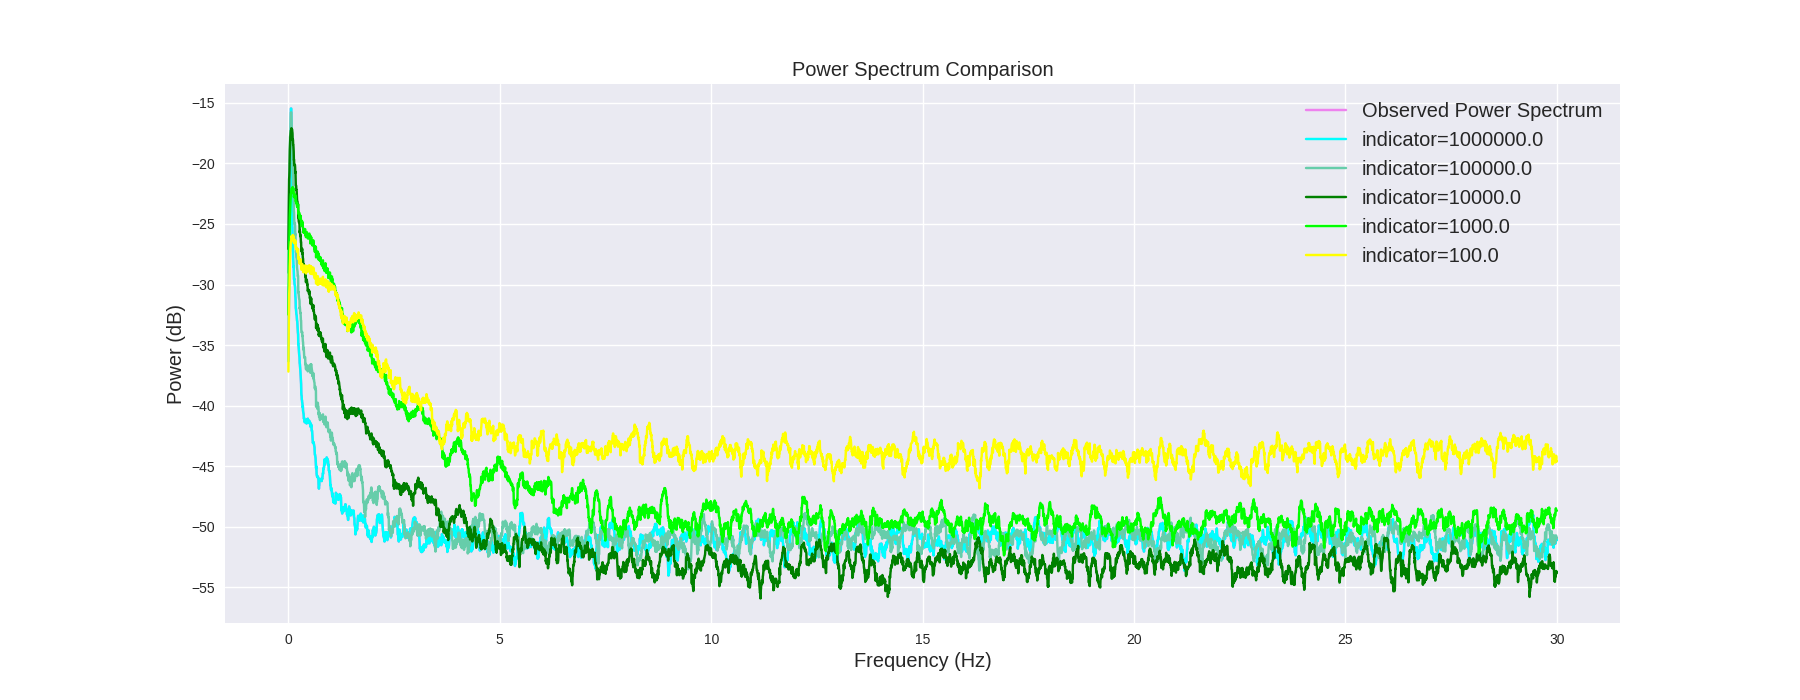 Power Spectrum Comparison
Observed Power Spectrum
indicator=1000000.0
indicator=100000.0
indicator=10000.0
indicator=1000.0
indicator=100.0
Power (dB)
−15
−20
−25
−30
−35
−40
−45
−50
−55
0 5 10 15 20 25 30
Frequency (Hz)